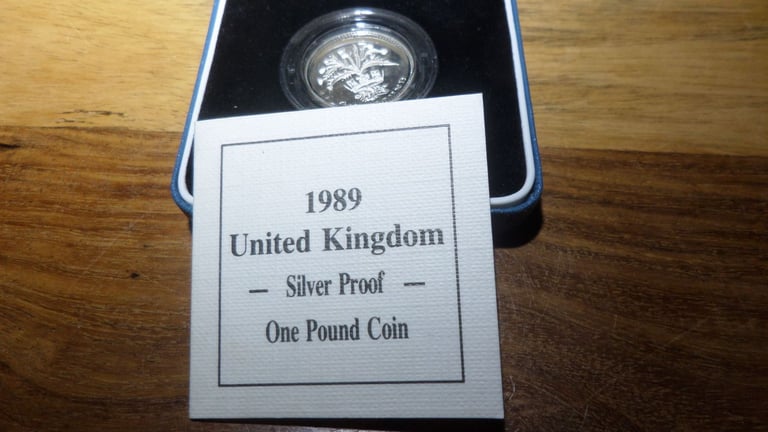 1989
United Kingdom
— Silver Proof —
One Pound Coin